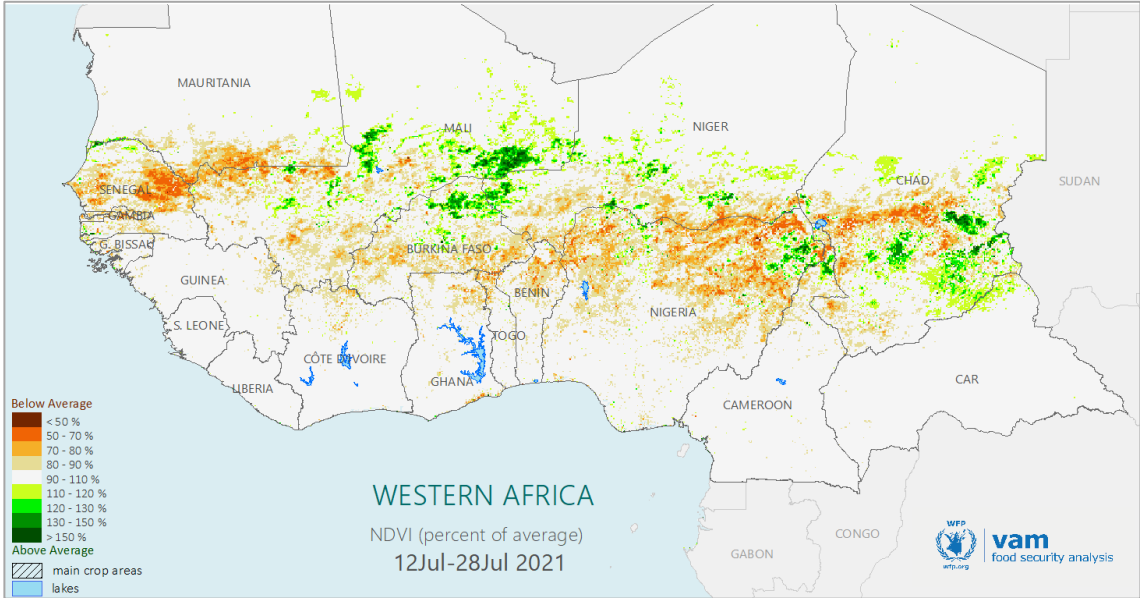 MAURITANIA
MALI
NIGER
CHAD
SUDAN
SENEGAL
GAMBIA
G. BISSAU
BURKINA FASO
GUINEA
BENIN
NIGERIA
S. LEONE
TOGO
CÔTE D'IVOIRE
GHANA
LIBERIA
CAR
CAMEROON
CONGO
GABON
Below Average
< 50 %
50 - 70 %
70 - 80 %
80 - 90 %
90 - 110 %
110 - 120 %
120 - 130 %
130 - 150 %
> 150 %
Above Average
main crop areas
lakes
WESTERN AFRICA
NDVI (percent of average)
12Jul-28Jul 2021
WFP
wfp.org
vam
food security analysis